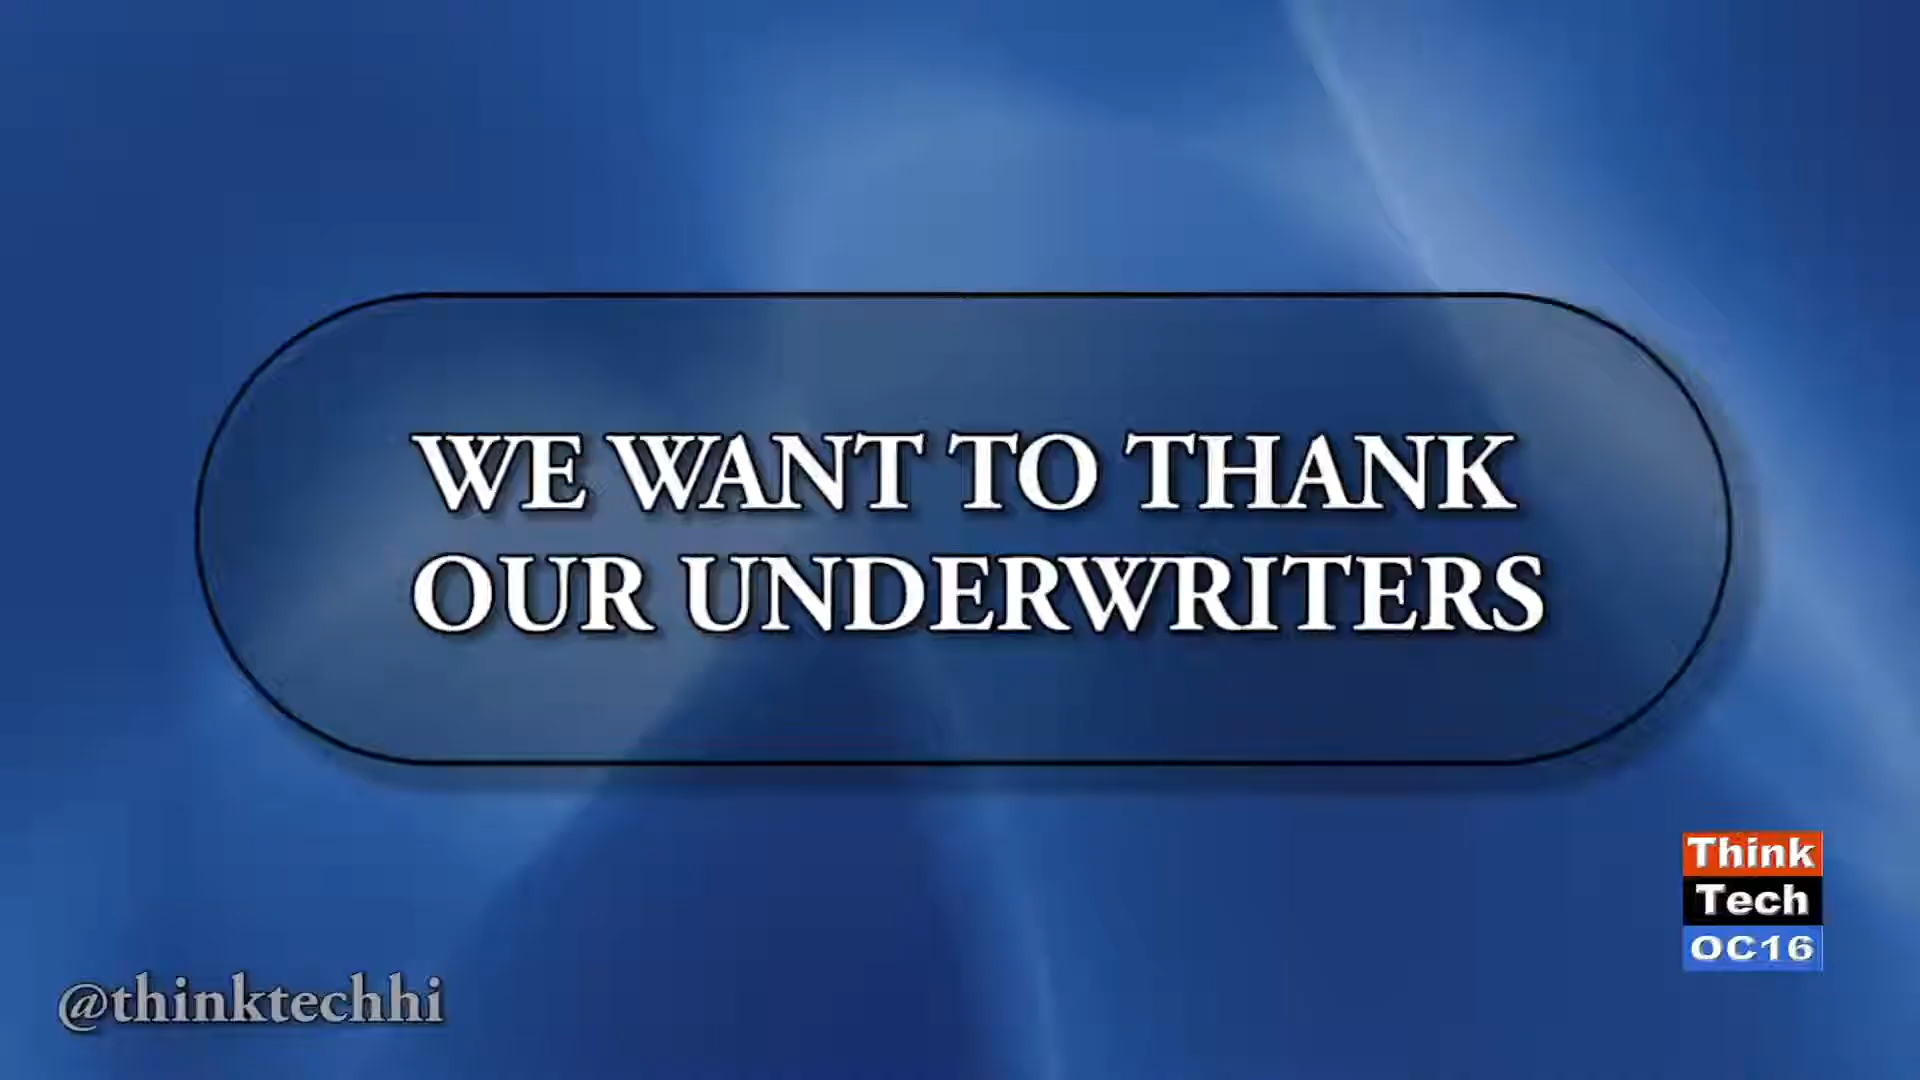 WE WANT TO THANK
OUR UNDERWRITERS
Think
Tech
OC16
@thinktechhi